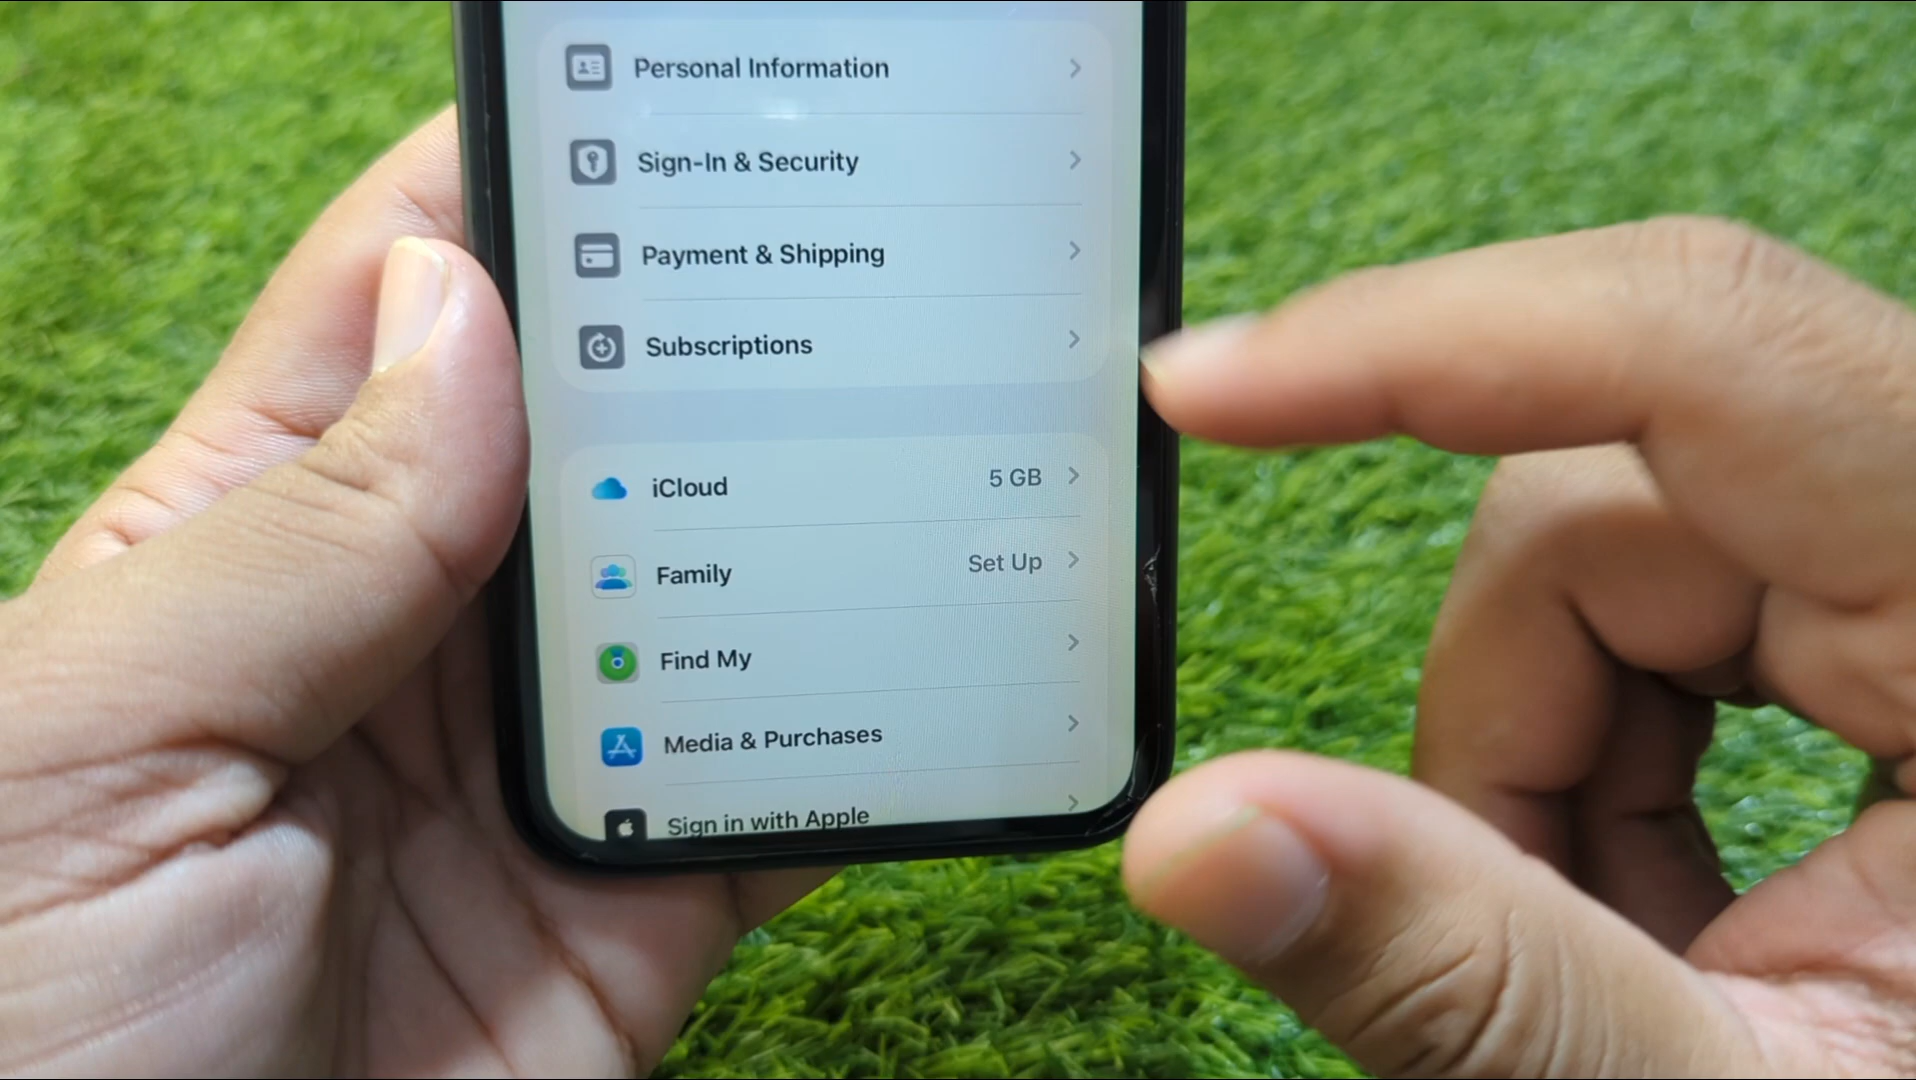 Personal Information
Sign-In & Security
Payment & Shipping
Subscriptions
iCloud 5 GB
Family Set Up
Find My
Media & Purchases
Sign in with Apple